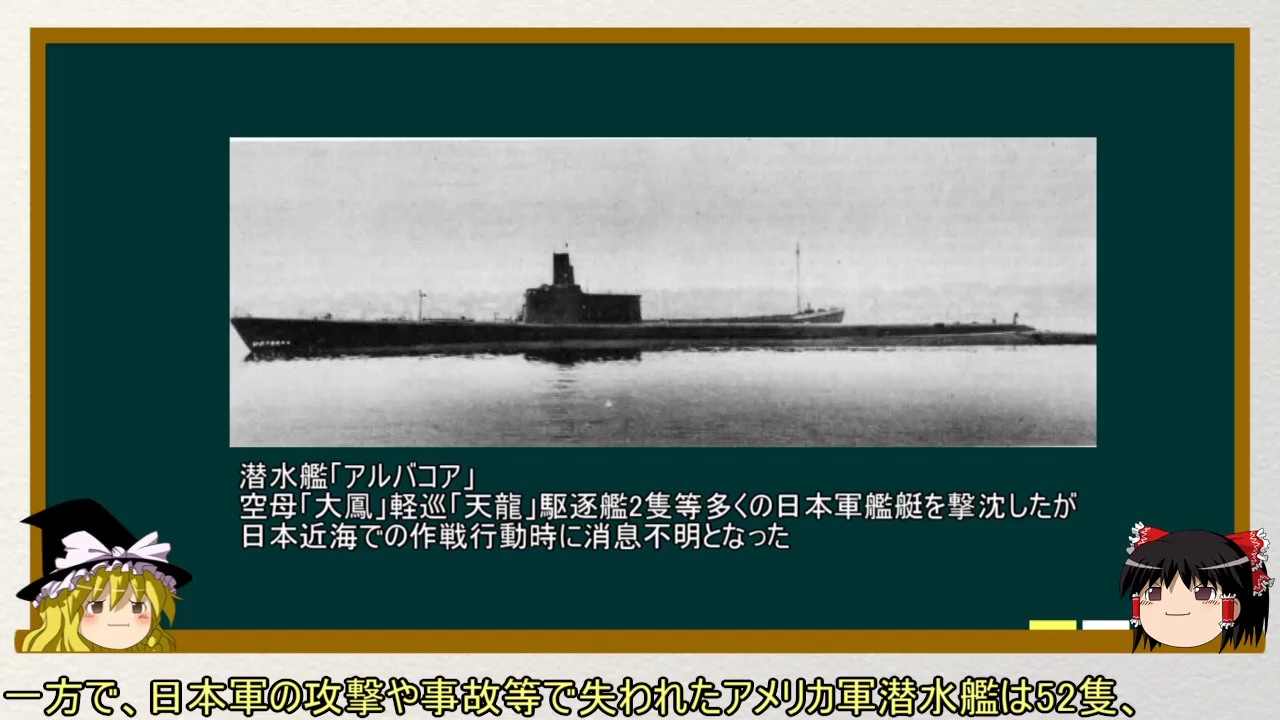 潜水艦「アルバコア」
空母「大鳳」軽巡「天龍」駆逐艦2隻等多くの日本軍艦艇を撃沈したが
日本近海での作戦行動時に消息不明となった
一方で、日本軍の攻撃や事故等で失われたアメリカ軍潜水艦は52隻、